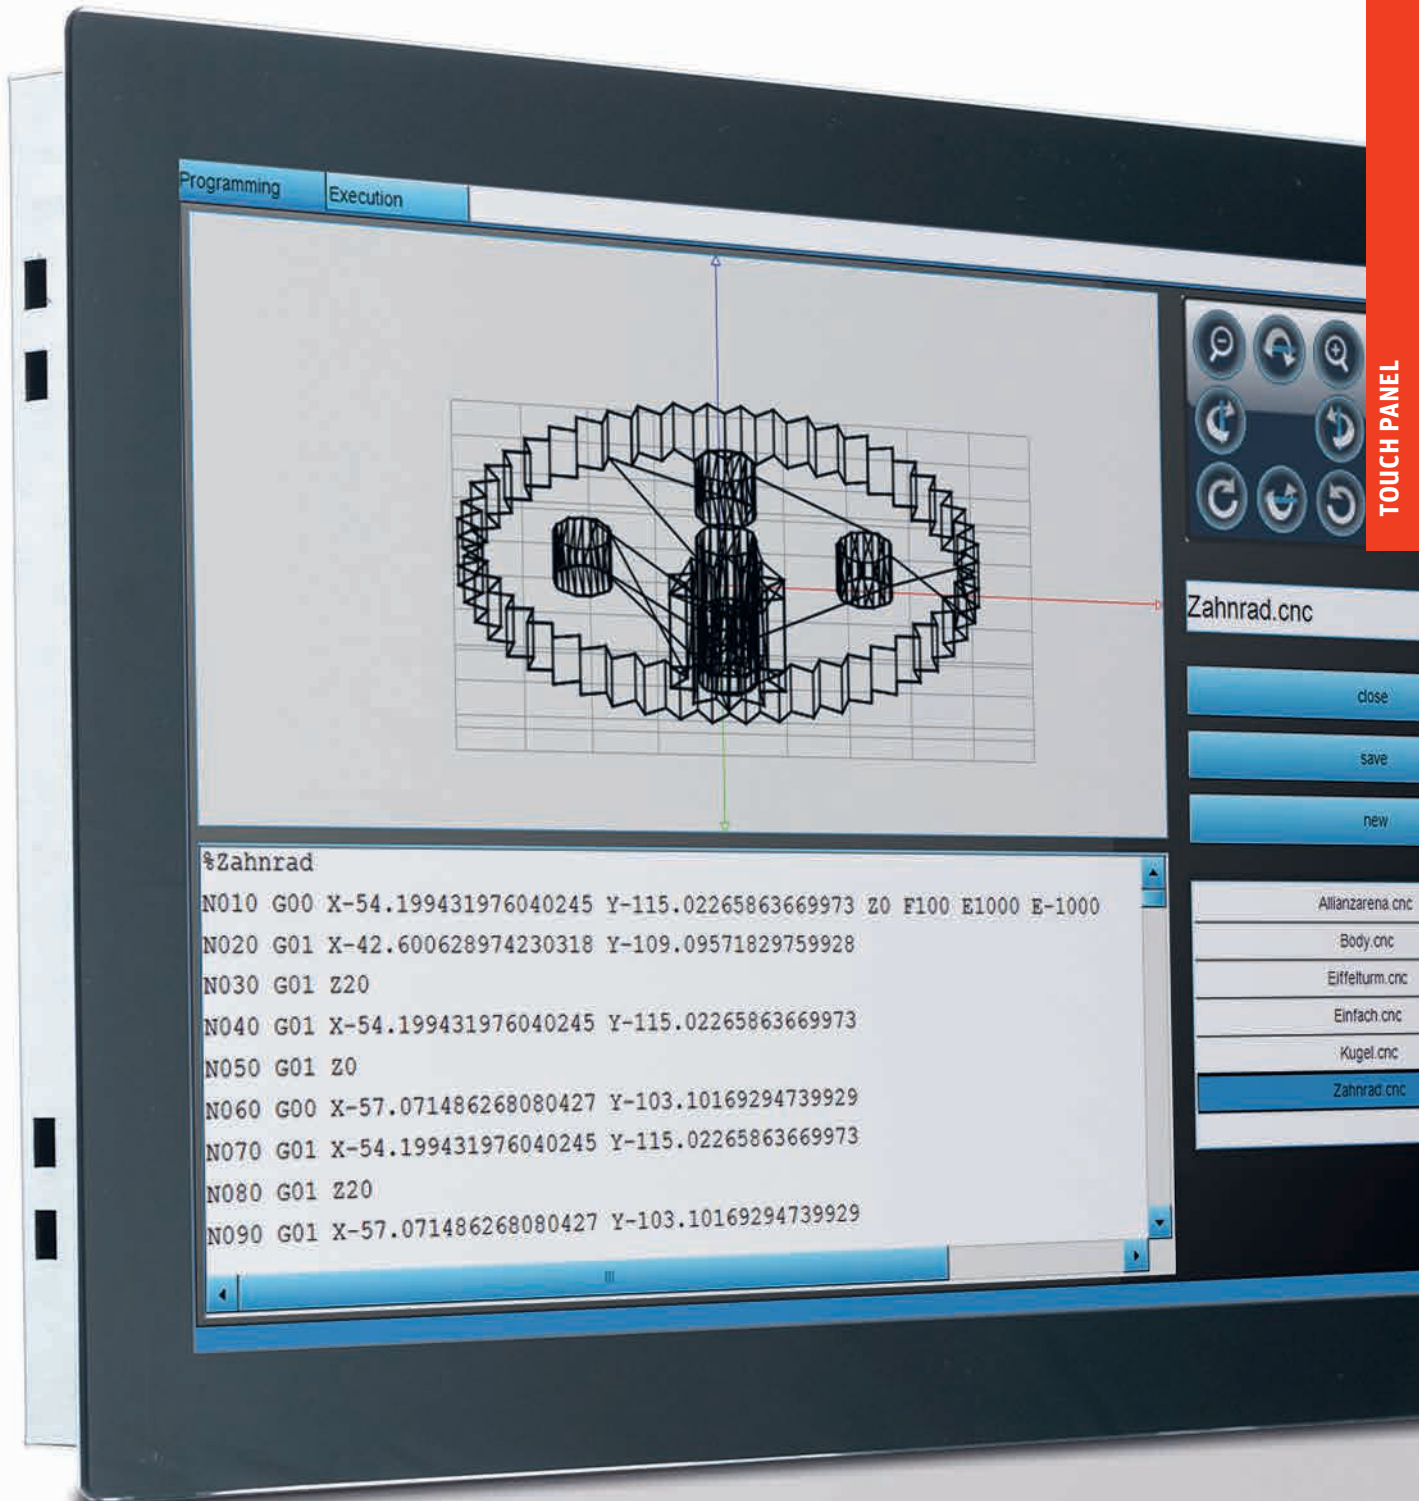 TOUCH PANEL
Programming
Execution
Zahnrad.cnc
close
save
new
%Zahnrad
N010 G00 X-54.199431976040245 Y-115.02265863669973 Z0 F100 E1000 E-1000
N020 G01 X-42.600628974230318 Y-109.09571829759928
N030 G01 Z20
N040 G01 X-54.199431976040245 Y-115.02265863669973
N050 G01 Z0
N060 G00 X-57.071486268080427 Y-103.10169294739929
N070 G01 X-54.199431976040245 Y-115.02265863669973
N080 G01 Z20
N090 G01 X-57.071486268080427 Y-103.10169294739929
Allianzarena.cnc
Body.cnc
Eiffelturm.cnc
Einfach.cnc
Kugel.cnc
Zahnrad.cnc